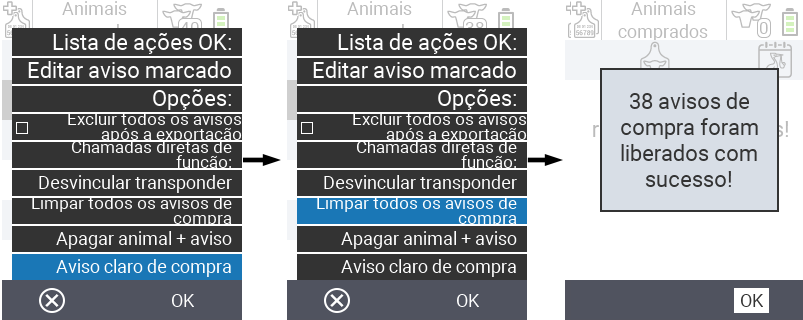 Animais
comprados
Lista de ações OK:
Editar aviso marcado
Opções:
Excluir todos os avisos
após a exportação
Chamadas diretas de
função:
Desvincular transponder
Limpar todos os avisos de
compra
Apagar animal + aviso
Aviso claro de compra
OK
Animais
comprados
38
Lista de ações OK:
Editar aviso marcado
Opções:
Excluir todos os avisos
após a exportação
Chamadas diretas de
função:
Desvincular transponder
Limpar todos os avisos de
compra
Apagar animal + aviso
Aviso claro de compra
OK
Animais
comprados
0
56789
38 avisos de
compra foram
liberados com
sucesso!
OK